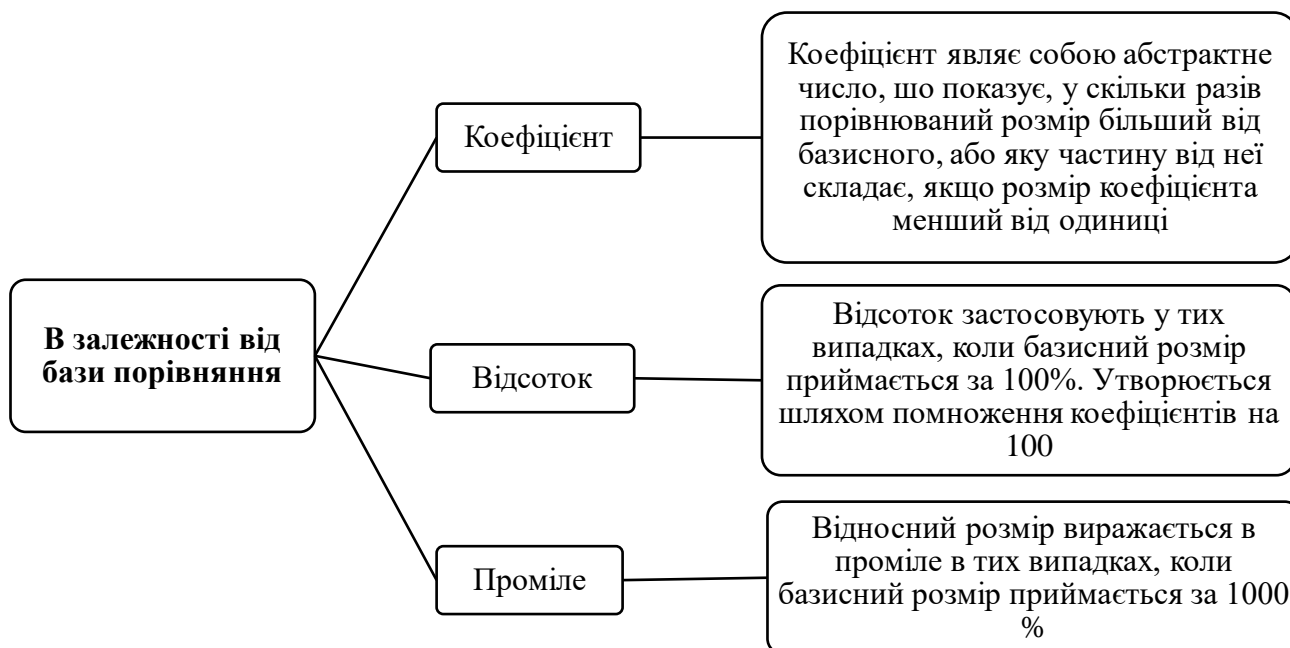 В залежності від
бази порівняння
Коефіцієнт
Коефіцієнт являє собою абстрактне
число, шо показує, у скільки разів
порівнюваний розмір більший від
базисного, або яку частину від неї
складає, якщо розмір коефіцієнта
менший від одиниці
Відсоток
Відсоток застосовують у тих
випадках, коли базисний розмір
приймається за 100%. Утворюється
шляхом помноження коефіцієнтів на
100
Проміле
Відносний розмір виражається в
проміле в тих випадках, коли
базисний розмір приймається за 1000
%